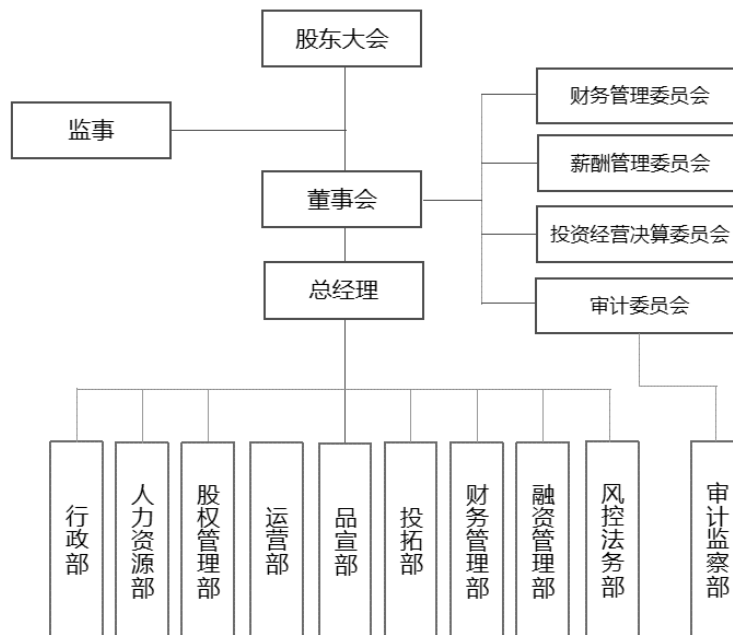 股东大会
监事
财务管理委员会
薪酬管理委员会
董事会
投资经营决算委员会
总经理
审计委员会
行政部
人力资源部
股权管理部
运营部
品宣部
投拓部
财务管理部
融资管理部
风控法务部
审计监察部